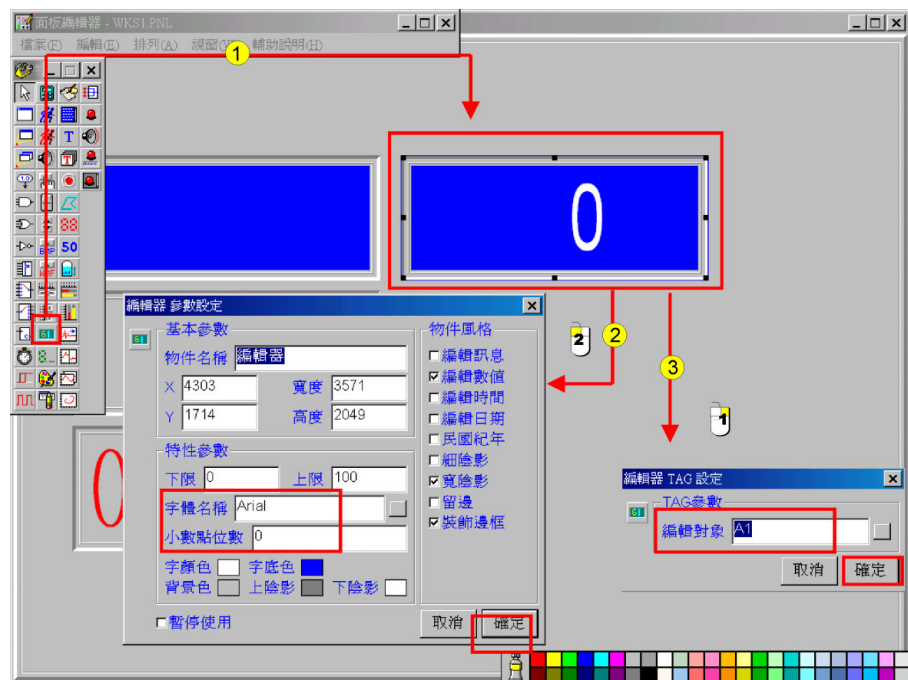 面板編輯器 - WKS1.PNL
檔案(F) 編輯(E) 排列(A) 視窗(W) 輔助說明(H)
1
T
T
1.0
88
BMP 50
61
8.
0
0
編輯器 參數設定
61
基本參數
物件名稱 編輯器
X 4303 寬度 3571
Y 1714 高度 2049
特性參數
下限 0 上限 100
字體名稱 Arial
小數點位數 0
字顏色 字底色
背景色 上陰影 下陰影
暫停使用
物件風格
編輯訊息
編輯數值
編輯時間
編輯日期
民國紀年
細陰影
寬陰影
留邊
裝飾邊框
取消 確定
2 2
3
1
編輯器 TAG 設定
61
TAG參數
編輯對象 A1
取消 確定